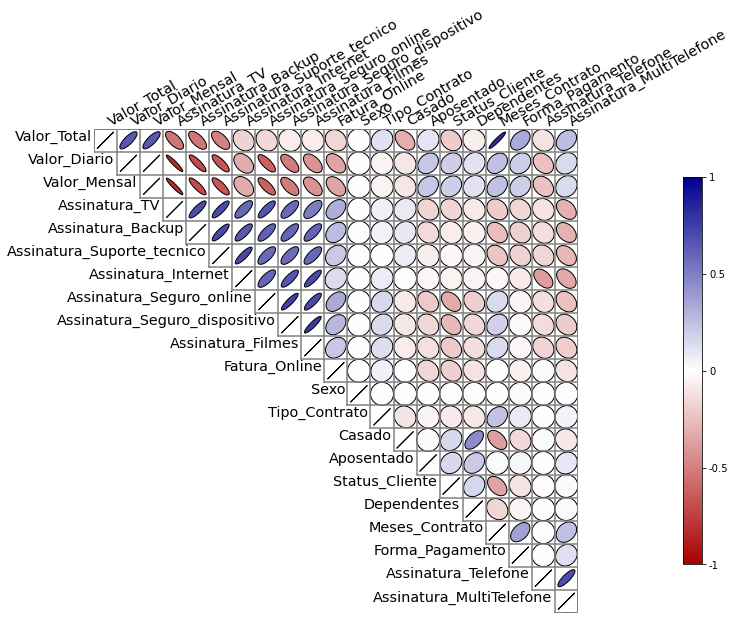 Valor_Total
Valor_Diario
Valor_Mensal
Assinatura_TV
Assinatura_Backup
Assinatura_Suporte_tecnico
Assinatura_Internet
Assinatura_Seguro_online
Assinatura_Seguro_dispositivo
Assinatura_Filmes
Fatura_Online
Sexo
Tipo_Contrato
Casado
Aposentado
Status_Cliente
Dependentes
Meses_Contrato
Forma_Pagamento
Assinatura_Telefone
Assinatura_MultiTelefone
Valor_Total
Valor_Diario
Valor_Mensal
Assinatura_TV
Assinatura_Backup
Assinatura_Suporte_tecnico
Assinatura_Internet
Assinatura_Seguro_online
Assinatura_Seguro_dispositivo
Assinatura_Filmes
Fatura_Online
Sexo
Tipo_Contrato
Casado
Aposentado
Status_Cliente
Dependentes
Meses_Contrato
Forma_Pagamento
Assinatura_Telefone
Assinatura_MultiTelefone
1
0.5
0
-0.5
-1